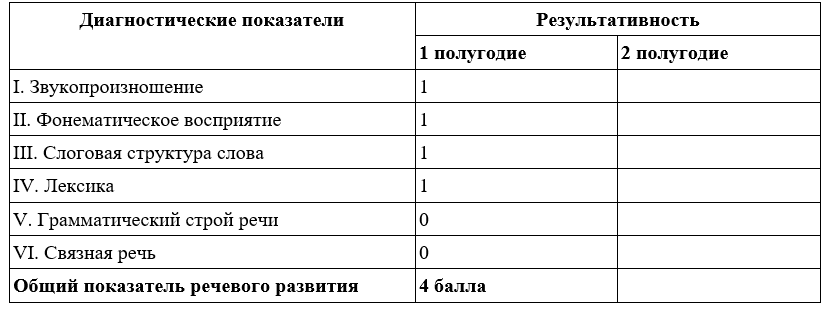 Диагностические показатели
Результативность
1 полугодие
2 полугодие
I. Звукопроизношение
1
II. Фонематическое восприятие
1
III. Слоговая структура слова
1
IV. Лексика
1
V. Грамматический строй речи
0
VI. Связная речь
0
Общий показатель речевого развития
4 балла